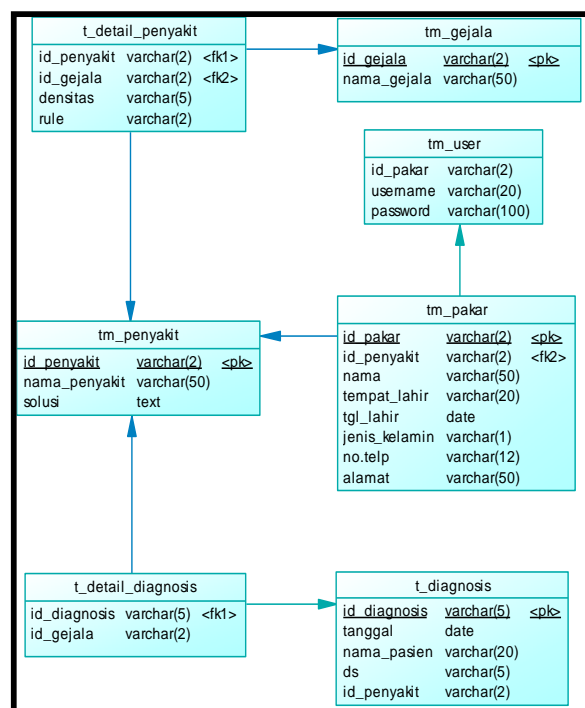 t_detail_penyakit
id_penyakit varchar(2) <fk1>
id_gejala varchar(2) <fk2>
densitas varchar(5)
rule varchar(2)
tm_gejala
id_gejala varchar(2) <pk>
nama_gejala varchar(50)
tm_user
id_pakar varchar(2)
username varchar(20)
password varchar(100)
tm_penyakit
id_penyakit varchar(2) <pk>
nama_penyakit varchar(50)
solusi text
tm_pakar
id_pakar varchar(2) <pk>
id_penyakit varchar(2) <fk2>
nama varchar(50)
tempat_lahir varchar(20)
tgl_lahir date
jenis_kelamin varchar(1)
no.telp varchar(12)
alamat varchar(50)
t_detail_diagnosis
id_diagnosis varchar(5) <fk1>
id_gejala varchar(2)
t_diagnosis
id_diagnosis varchar(5) <pk>
tanggal date
nama_pasien varchar(20)
ds varchar(5)
id_penyakit varchar(2)